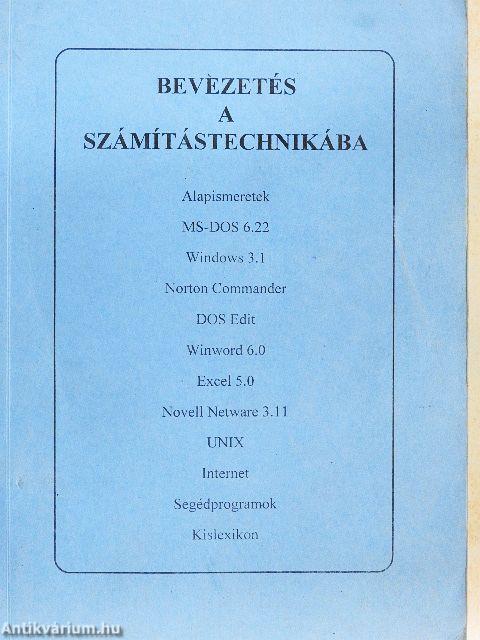 BEVEZETÉS
A
SZÁMÍTÁSTECHNIKÁBA
Alapismeretek
MS-DOS 6.22
Windows 3.1
Norton Commander
DOS Edit
Winword 6.0
Excel 5.0
Novell Netware 3.11
UNIX
Internet
Segédprogramok
Kislexikon
Antikvárium.hu